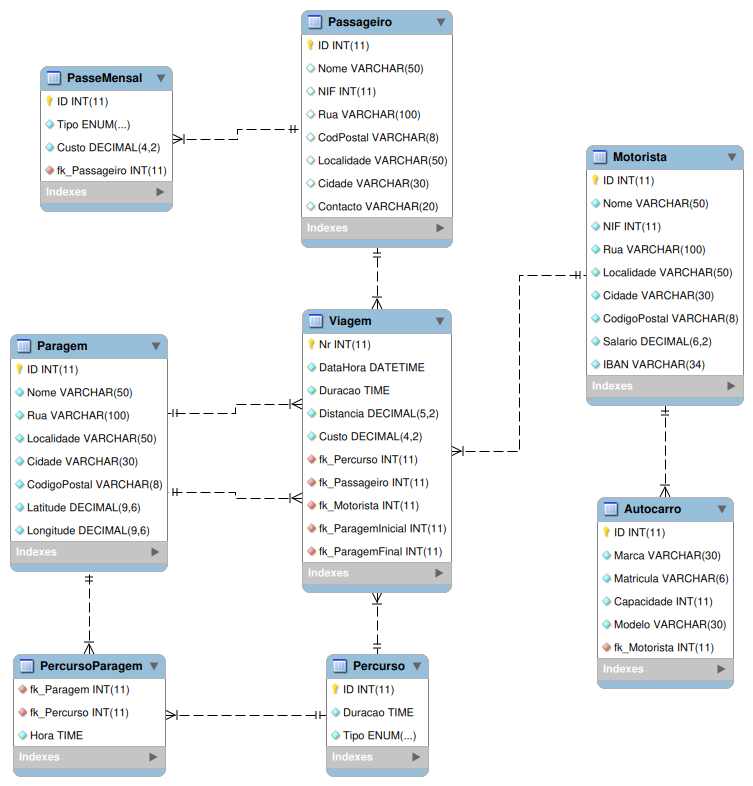 Passageiro
ID INT(11)
Nome VARCHAR(50)
NIF INT(11)
Rua VARCHAR(100)
CodPostal VARCHAR(8)
Localidade VARCHAR(50)
Cidade VARCHAR(30)
Contacto VARCHAR(20)
Indexes
PasseMensal
ID INT(11)
Tipo ENUM(...)
Custo DECIMAL(4,2)
fk_Passageiro INT(11)
Indexes
Motorista
ID INT(11)
Nome VARCHAR(50)
NIF INT(11)
Rua VARCHAR(100)
Localidade VARCHAR(50)
Cidade VARCHAR(30)
CodigoPostal VARCHAR(8)
Salario DECIMAL(6,2)
IBAN VARCHAR(34)
Indexes
Viagem
Nr INT(11)
DataHora DATETIME
Duracao TIME
Distancia DECIMAL(5,2)
Custo DECIMAL(4,2)
fk_Percurso INT(11)
fk_Passageiro INT(11)
fk_Motorista INT(11)
fk_ParagemInicial INT(11)
fk_ParagemFinal INT(11)
Indexes
Paragem
ID INT(11)
Nome VARCHAR(50)
Rua VARCHAR(100)
Localidade VARCHAR(50)
Cidade VARCHAR(30)
CodigoPostal VARCHAR(8)
Latitude DECIMAL(9,6)
Longitude DECIMAL(9,6)
Indexes
Autocarro
ID INT(11)
Marca VARCHAR(30)
Matricula VARCHAR(6)
Capacidade INT(11)
Modelo VARCHAR(30)
fk_Motorista INT(11)
Indexes
PercursoParagem
fk_Paragem INT(11)
fk_Percurso INT(11)
Hora TIME
Indexes
Percurso
ID INT(11)
Duracao TIME
Tipo ENUM(...)
Indexes